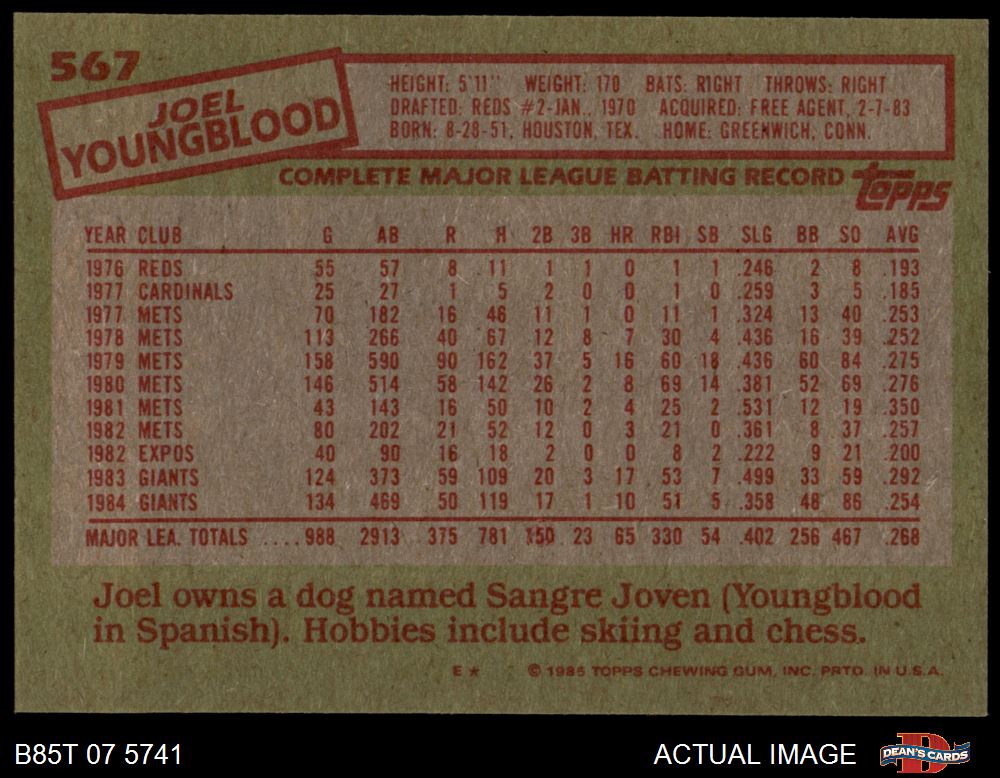 567
JOEL
YOUNGBLOOD
HEIGHT: 5'11" WEIGHT: 170 BATS: RIGHT THROWS: RIGHT
DRAFTED: REDS #2-JAN., 1970 ACQUIRED: FREE AGENT, 2-7-83
BORN: 8-28-51, HOUSTON, TEX. HOME: GREENWICH, CONN.
COMPLETE MAJOR LEAGUE BATTING RECORD topps
YEAR CLUB G AB R H 2B 3B HR RBI SB SLG BB SO AVG
1976 REDS 55 57 8 11 1 1 0 1 1 .246 2 8 .193
1977 CARDINALS 25 27 1 5 2 0 0 1 0 .259 3 5 .185
1977 METS 70 182 16 46 11 1 0 11 1 .324 13 40 .253
1978 METS 113 266 40 67 12 8 7 30 4 .436 16 39 .252
1979 METS 158 590 90 162 37 5 16 60 18 .436 60 84 .275
1980 METS 146 514 58 142 26 2 8 69 14 .381 52 69 .276
1981 METS 43 143 16 50 10 2 4 25 2 .531 12 19 .350
1982 METS 80 202 21 52 12 0 3 21 0 .361 8 37 .257
1982 EXPOS 40 90 16 18 2 0 0 8 2 .222 9 21 .200
1983 GIANTS 124 373 59 109 20 3 17 53 7 .499 33 59 .292
1984 GIANTS 134 469 50 119 17 1 10 51 5 .358 48 86 .254
MAJOR LEA. TOTALS ....988 2913 375 781 150 23 65 330 54 .402 256 467 .268
Joel owns a dog named Sangre Joven (Youngblood
in Spanish). Hobbies include skiing and chess.
E* © 1985 TOPPS CHEWING GUM, INC. PRTD. IN U.S.A.
B85T 07 5741 ACTUAL IMAGE DEAN'S CARDS